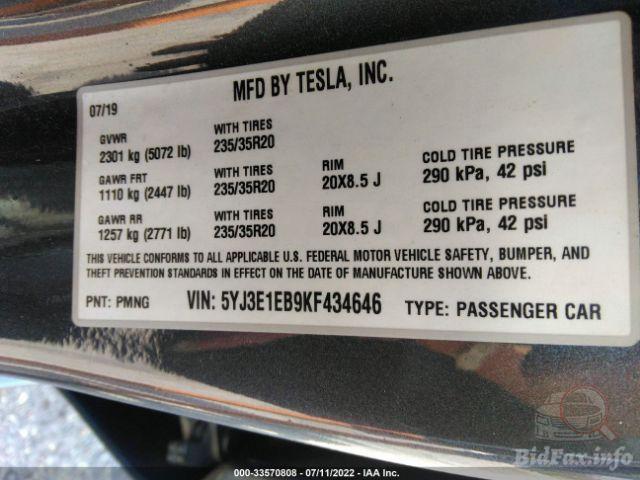 MFD BY TESLA, INC.
07/19
GVWR WITH TIRES
2301 kg (5072 lb) 235/35R20
GAWR FRT WITH TIRES RIM COLD TIRE PRESSURE
1110 kg (2447 lb) 235/35R20 20X8.5 J 290 kPa, 42 psi
GAWR RR WITH TIRES RIM COLD TIRE PRESSURE
1257 kg (2771 lb) 235/35R20 20X8.5 J 290 kPa, 42 psi
THIS VEHICLE CONFORMS TO ALL APPLICABLE U.S. FEDERAL MOTOR VEHICLE SAFETY, BUMPER, AND
THEFT PREVENTION STANDARDS IN EFFECT ON THE DATE OF MANUFACTURE SHOWN ABOVE.
PNT: PMNG VIN: 5YJ3E1EB9KF434646 TYPE: PASSENGER CAR
BidFax.info
000-33570808 - 07/11/2022 - IAA Inc.